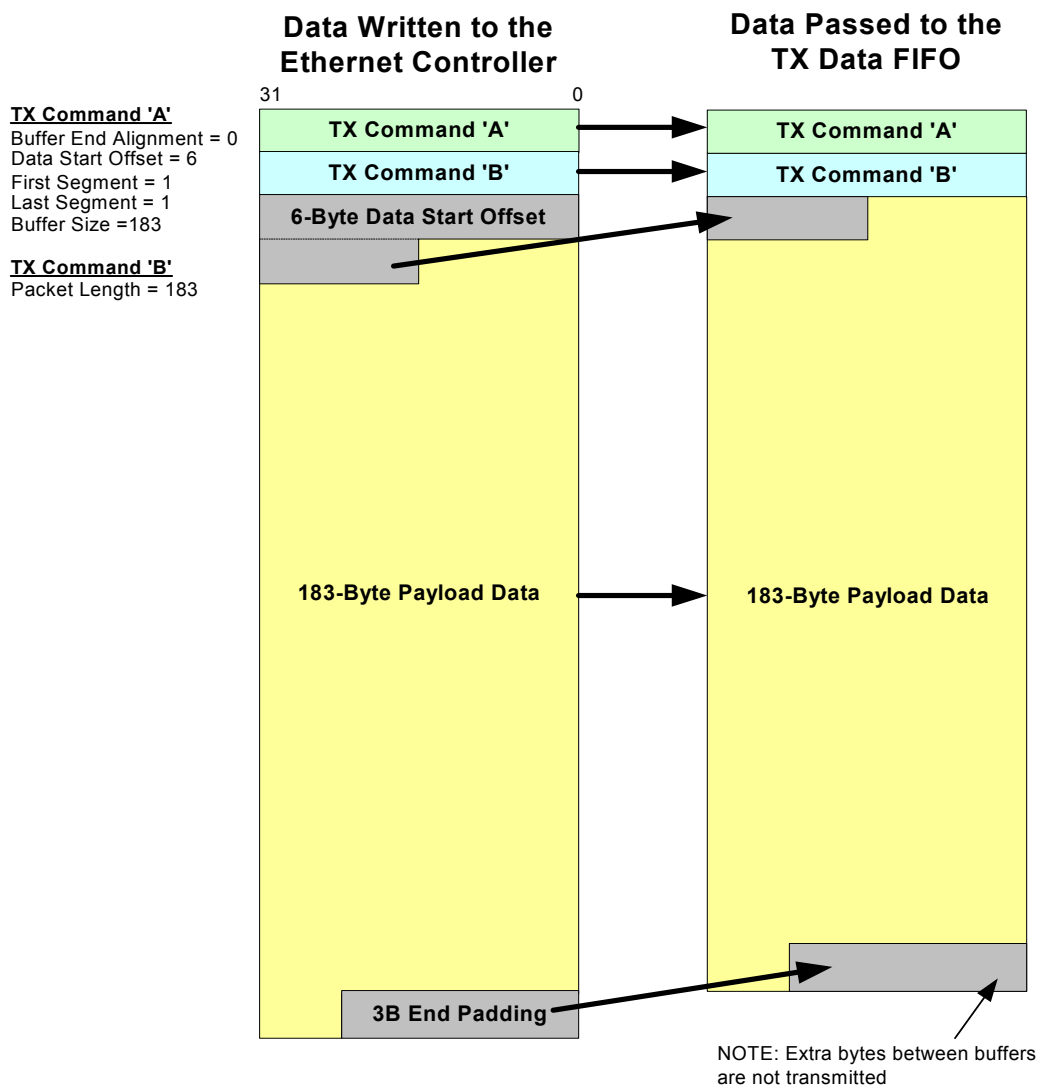 Data Written to the
Ethernet Controller
Data Passed to the
TX Data FIFO
31
0
TX Command 'A'
Buffer End Alignment = 0
Data Start Offset = 6
First Segment = 1
Last Segment = 1
Buffer Size =183
TX Command 'B'
Packet Length = 183
TX Command 'A'
TX Command 'B'
6-Byte Data Start Offset
183-Byte Payload Data
3B End Padding
TX Command 'A'
TX Command 'B'
183-Byte Payload Data
NOTE: Extra bytes between buffers
are not transmitted